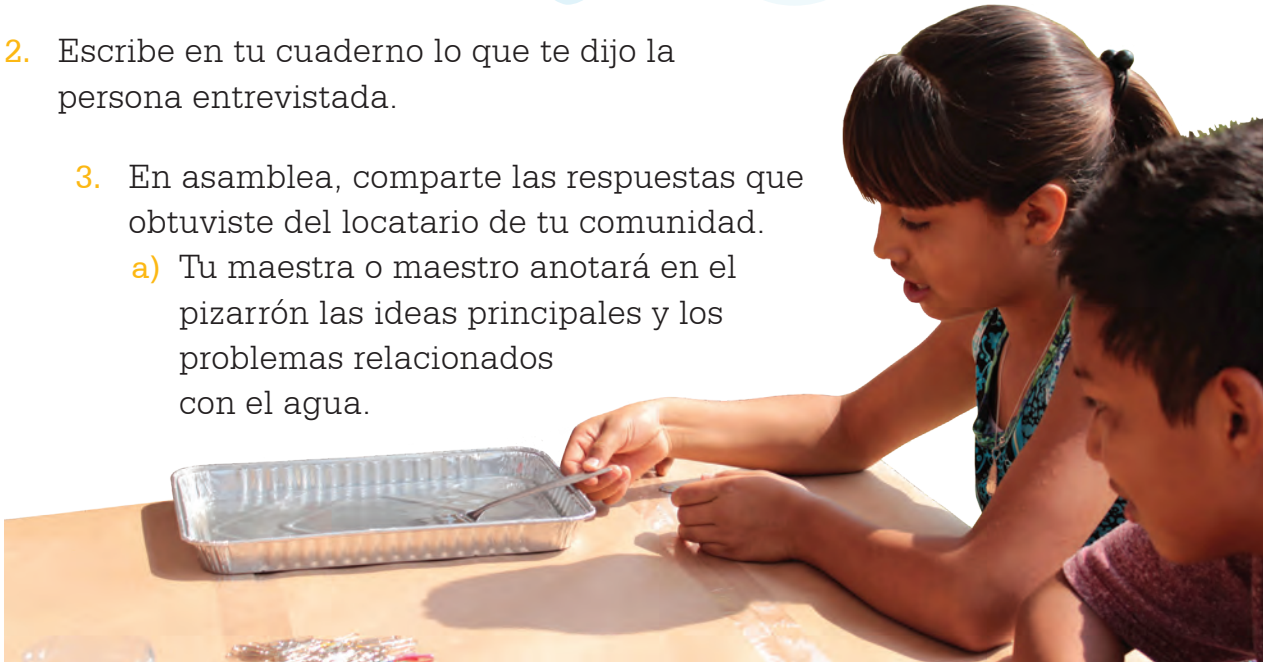 2. Escribe en tu cuaderno lo que te dijo la
persona entrevistada.
3. En asamblea, comparte las respuestas que
obtuviste del locatario de tu comunidad.
a) Tu maestra o maestro anotará en el
pizarrón las ideas principales y los
problemas relacionados
con el agua.